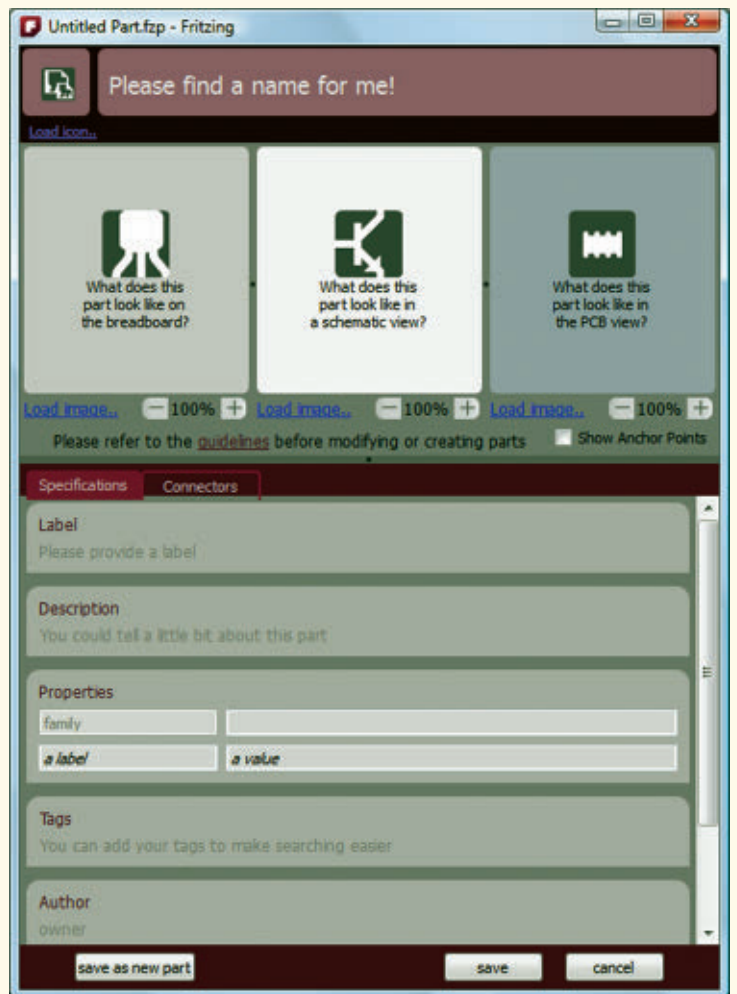 Untitled Part.fzp - Fritzing
Please find a name for me!
Load icon..
What does this
part look like on
the breadboard?
What does this
part look like in
a schematic view?
What does this
part look like in
the PCB view?
Load image.. 100%
Load image.. 100%
Load image.. 100%
Please refer to the guidelines before modifying or creating parts
Show Anchor Points
Specifications Connectors
Label
Please provide a label
Description
You could tell a little bit about this part
Properties
family
a label a value
Tags
You can add your tags to make searching easier
Author
owner
save as new part save cancel